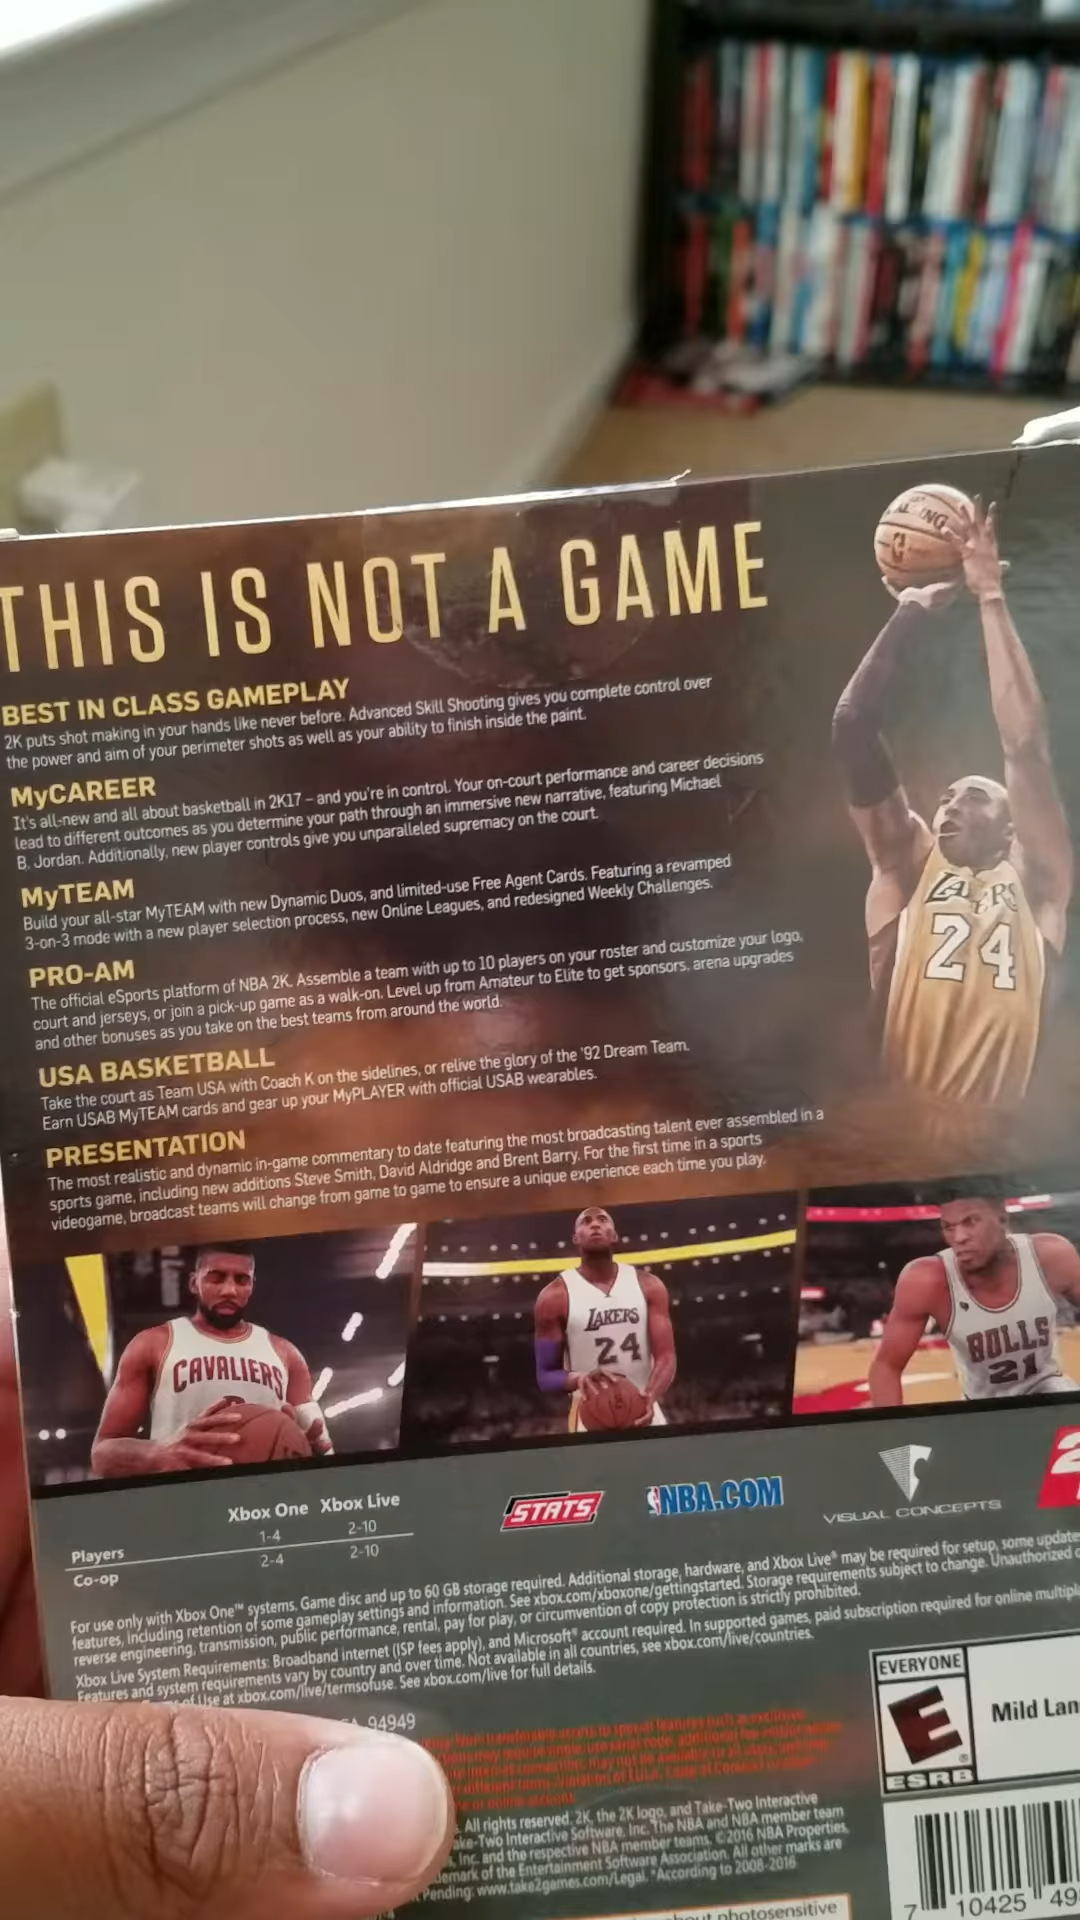 THIS IS NOT A GAME
BEST IN CLASS GAMEPLAY
2K puts shot making in your hands like never before. Advanced Skill Shooting gives you complete control over
the power and aim of your perimeter shots as well as your ability to finish inside the paint.
MyCAREER
It's all-new and all about basketball in 2K17 – and you're in control. Your on-court performance and career decisions
lead to different outcomes as you determine your path through an immersive new narrative, featuring Michael
B. Jordan. Additionally, new player controls give you unparalleled supremacy on the court.
MyTEAM
Build your all-star MyTEAM with new Dynamic Duos, and limited-use Free Agent Cards. Featuring a revamped
3-on-3 mode with a new player selection process, new Online Leagues, and redesigned Weekly Challenges.
PRO-AM
The official eSports platform of NBA 2K. Assemble a team with up to 10 players on your roster and customize your logo,
court and jerseys, or join a pick-up game as a walk-on. Level up from Amateur to Elite to get sponsors, arena upgrades
and other bonuses as you take on the best teams from around the world.
USA BASKETBALL
Take the court as Team USA with Coach K on the sidelines, or relive the glory of the '92 Dream Team.
Earn USAB MyTEAM cards and gear up your MyPLAYER with official USAB wearables.
PRESENTATION
The most realistic and dynamic in-game commentary to date featuring the most broadcasting talent ever assembled in a
sports game, including new additions Steve Smith, David Aldridge and Brent Barry. For the first time in a sports
videogame, broadcast teams will change from game to game to ensure a unique experience each time you play.
LAKERS
24
CAVALIERS
LAKERS
24
BULLS
21
Xbox One Xbox Live
Players 1-4 2-10
Co-op 2-4 2-10
STATS
NBA.COM
VISUAL CONCEPTS
2
For use only with Xbox One™ systems. Game disc and up to 60 GB storage required. Additional storage, hardware, and Xbox Live® may be required for setup, some update
features, including retention of some gameplay settings and information. See xbox.com/xboxone/gettingstarted. Storage requirements subject to change. Unauthorized
reverse engineering, transmission, public performance, rental, pay for play, or circumvention of copy protection is strictly prohibited.
Xbox Live System Requirements: Broadband internet (ISP fees apply), and Microsoft® account required. In supported games, paid subscription required for online multipla
Features and system requirements vary by country and over time. Not available in all countries, see xbox.com/live/countries.
of Use at xbox.com/live/termsofuse. See xbox.com/live for full details.
94949
All rights reserved. 2K, the 2K logo, and Take-Two Interactive
ake-Two Interactive Software, Inc. The NBA and NBA member team
Inc. and the respective NBA member teams. ©2016 NBA Properties,
emark of the Entertainment Software Association. All other marks are
Pending: www.take2games.com/Legal. *According to 2008-2016
EVERYONE
E
ESRB
Mild Lan
7 10425 49
photosensitive